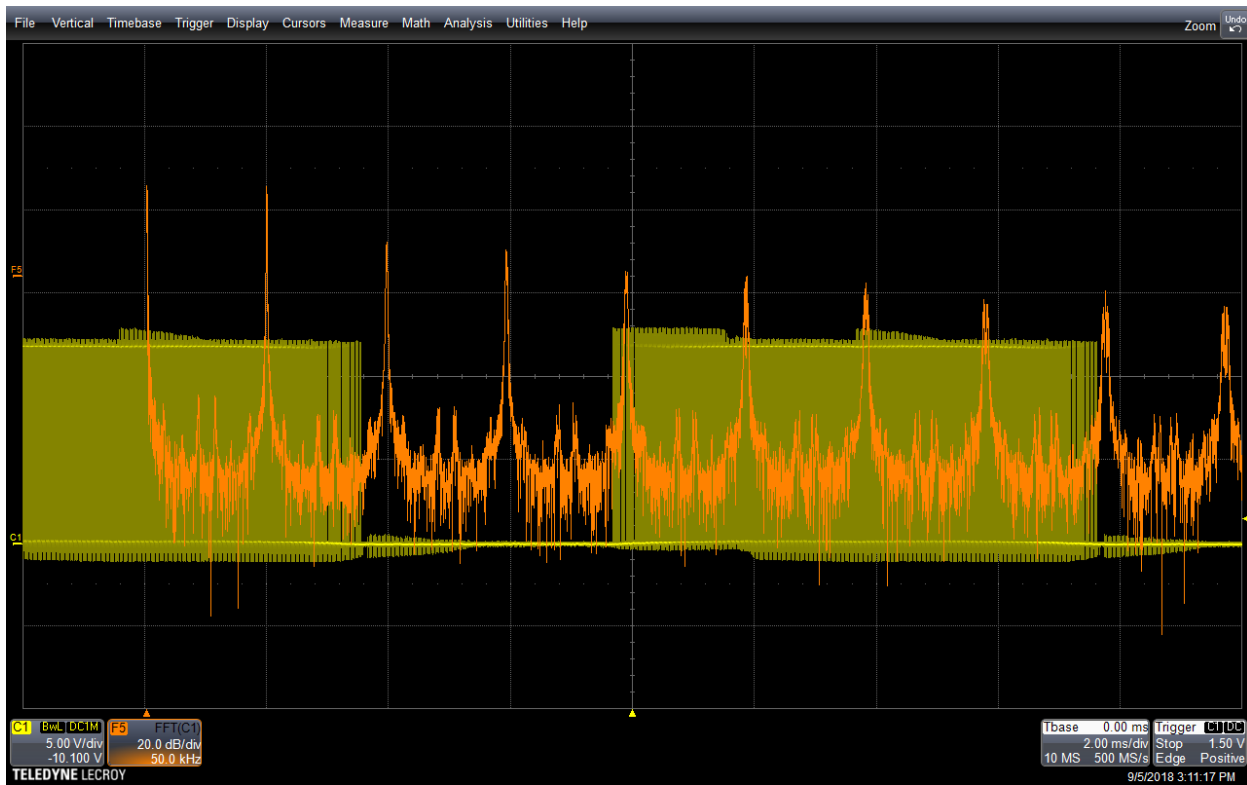 File Vertical Timebase Trigger Display Cursors Measure Math Analysis Utilities Help
Zoom Undo
F5
C1
C1 BwL DC1M
5.00 V/div
-10.100 V
F5 FFT(C1)
20.0 dB/div
50.0 kHz
TELEDYNE LECROY
Tbase 0.00 ms
2.00 ms/div
10 MS 500 MS/s
Trigger C1 DC
Stop 1.50 V
Edge Positive
9/5/2018 3:11:17 PM